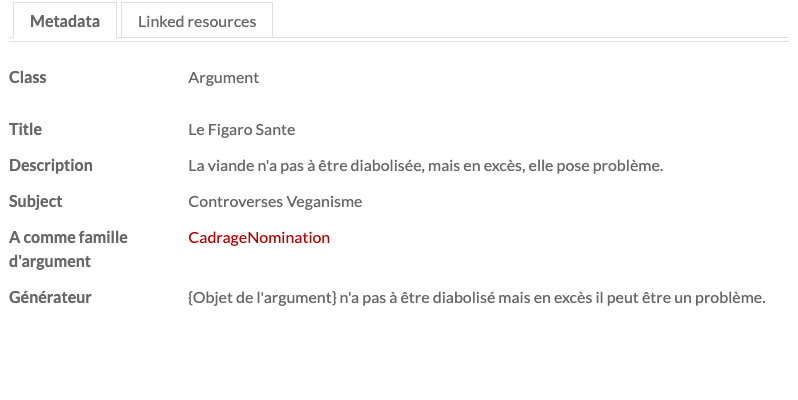 Metadata
Linked resources
Class
Argument
Title
Le Figaro Sante
Description
La viande n'a pas à être diabolisée, mais en excès, elle pose problème.
Subject
Controverses Veganisme
A comme famille
d'argument
CadrageNomination
Générateur
{Objet de l'argument} n'a pas à être diabolisé mais en excès il peut être un problème.